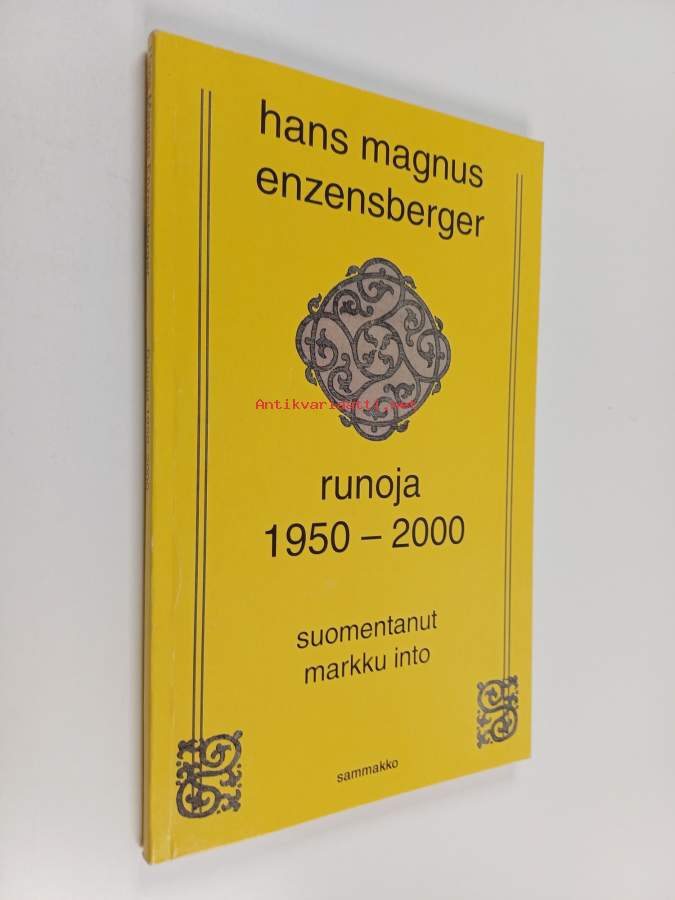 hans magnus
enzensberger
Antikvariaatti.net
runoja
1950 – 2000
suomentanut
markku into
sammakko